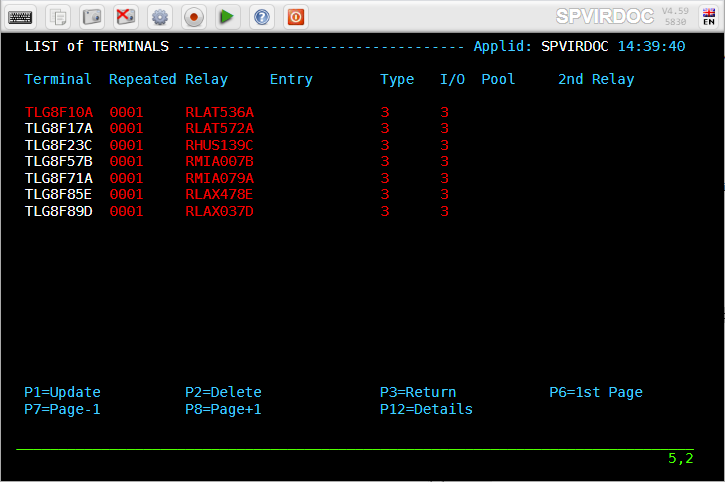 SPVIRDOC V4.59 5830 EN
LIST of TERMINALS ---------------------------------- Applid: SPVIRDOC 14:39:40
Terminal Repeated Relay Entry Type I/O Pool 2nd Relay
TLG8F10A 0001 RLAT536A 3 3
TLG8F17A 0001 RLAT572A 3 3
TLG8F23C 0001 RHUS139C 3 3
TLG8F57B 0001 RMIA007B 3 3
TLG8F71A 0001 RMIA079A 3 3
TLG8F85E 0001 RLAX478E 3 3
TLG8F89D 0001 RLAX037D 3 3
P1=Update P2=Delete P3=Return P6=1st Page
P7=Page-1 P8=Page+1 P12=Details
5,2